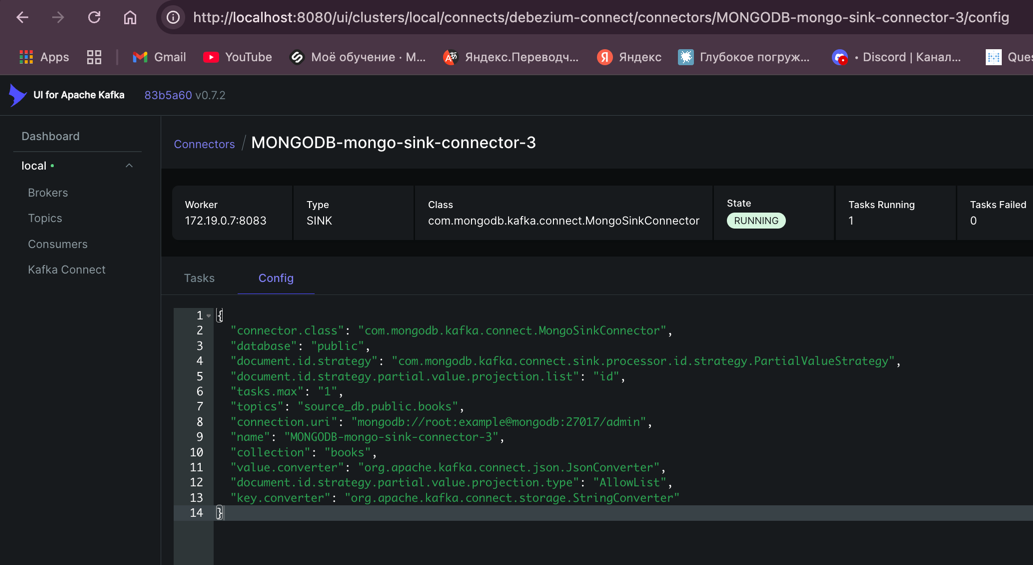 http://localhost:8080/ui/clusters/local/connects/debezium-connect/connectors/MONGODB-mongo-sink-connector-3/config
Apps Gmail YouTube Моё обучение · М... Яндекс.Переводч... Яндекс Глубокое погруж... • Discord | Канал... Ques
UI for Apache Kafka 83b5a60 v0.7.2
Dashboard
local
Brokers
Topics
Consumers
Kafka Connect
Connectors / MONGODB-mongo-sink-connector-3
Worker Type Class State Tasks Running Tasks Failed
172.19.0.7:8083 SINK com.mongodb.kafka.connect.MongoSinkConnector RUNNING 1 0
Tasks Config
1 {
2 "connector.class": "com.mongodb.kafka.connect.MongoSinkConnector",
3 "database": "public",
4 "document.id.strategy": "com.mongodb.kafka.connect.sink.processor.id.strategy.PartialValueStrategy",
5 "document.id.strategy.partial.value.projection.list": "id",
6 "tasks.max": "1",
7 "topics": "source_db.public.books",
8 "connection.uri": "mongodb://root:example@mongodb:27017/admin",
9 "name": "MONGODB-mongo-sink-connector-3",
10 "collection": "books",
11 "value.converter": "org.apache.kafka.connect.json.JsonConverter",
12 "document.id.strategy.partial.value.projection.type": "AllowList",
13 "key.converter": "org.apache.kafka.connect.storage.StringConverter"
14 }